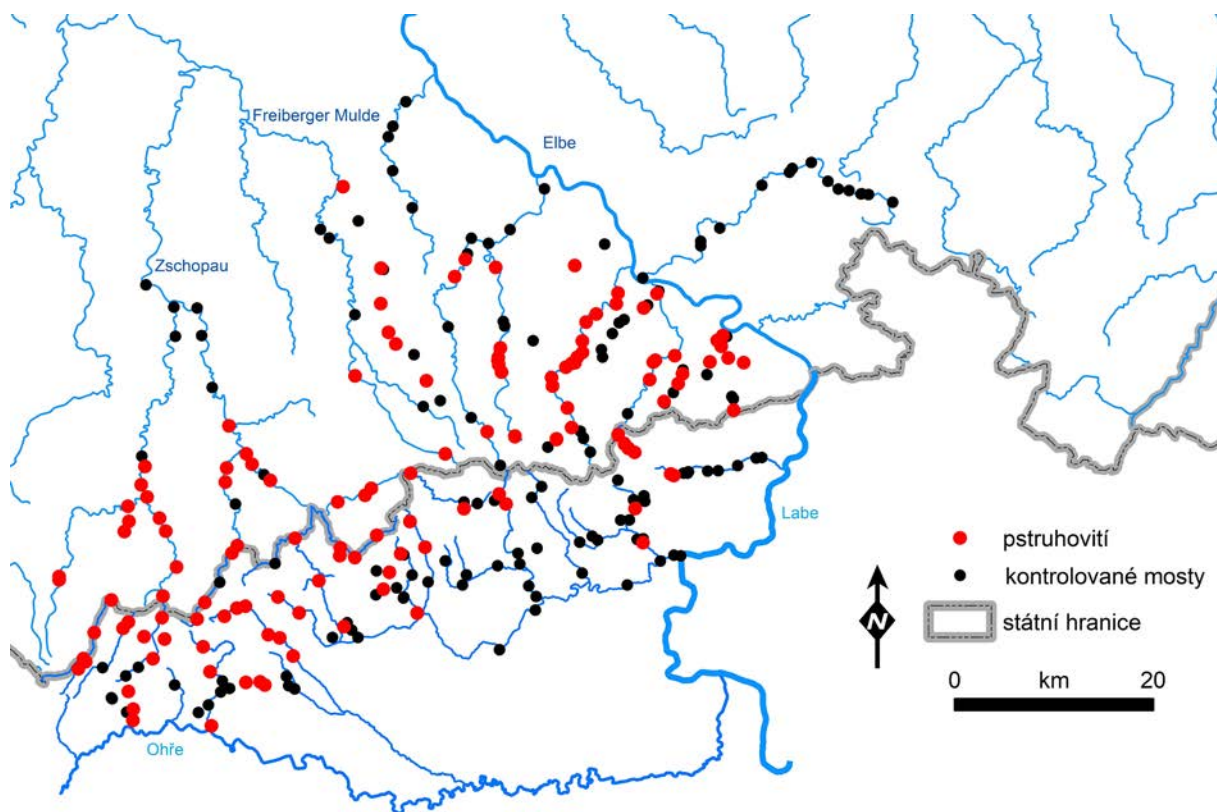 Freiberger Mulde
Elbe
Zschopau
Labe
pstruhovití
kontrolované mosty
N
státní hranice
0 km 20
Ohře